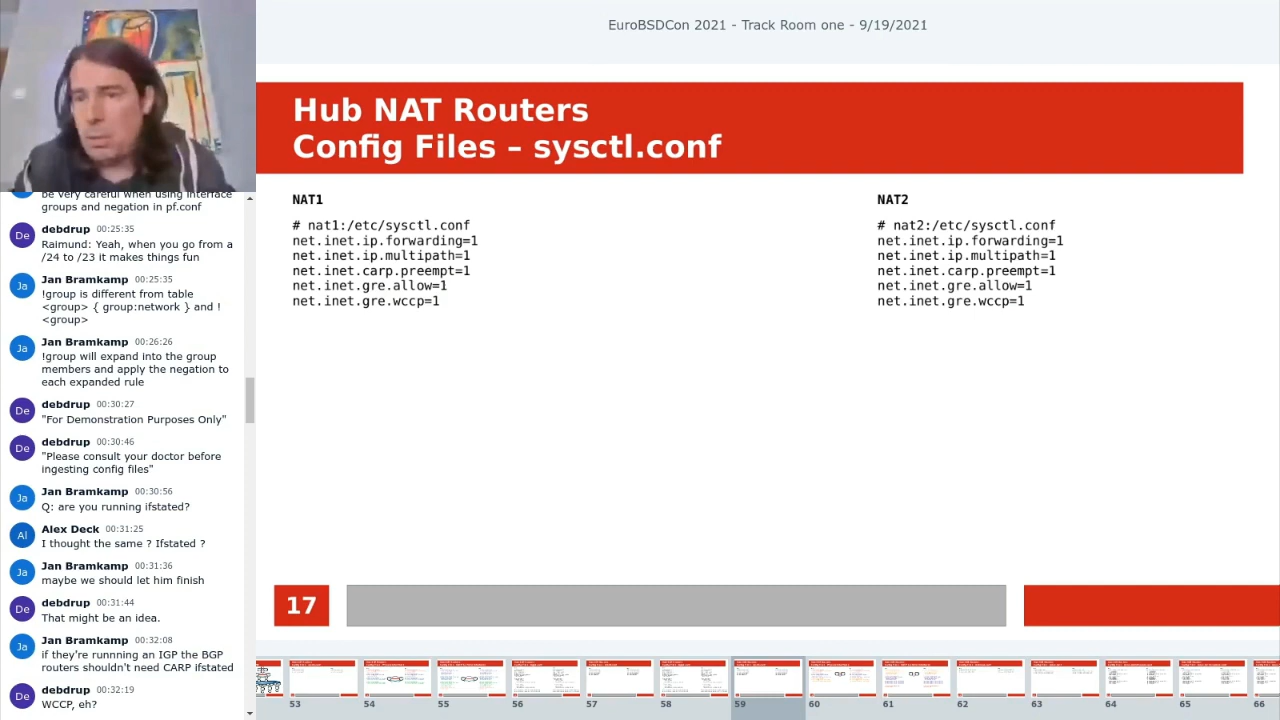 EuroBSDCon 2021 - Track Room one - 9/19/2021
Hub NAT Routers
Config Files – sysctl.conf
NAT1
# nat1:/etc/sysctl.conf
net.inet.ip.forwarding=1
net.inet.ip.multipath=1
net.inet.carp.preempt=1
net.inet.gre.allow=1
net.inet.gre.wccp=1
NAT2
# nat2:/etc/sysctl.conf
net.inet.ip.forwarding=1
net.inet.ip.multipath=1
net.inet.carp.preempt=1
net.inet.gre.allow=1
net.inet.gre.wccp=1
17
be very careful when using interface
groups and negation in pf.conf
De
debdrup 00:25:35
Raimund: Yeah, when you go from a
/24 to /23 it makes things fun
Ja
Jan Bramkamp 00:25:35
!group is different from table
<group> { group:network } and !
<group>
Ja
Jan Bramkamp 00:26:26
!group will expand into the group
members and apply the negation to
each expanded rule
De
debdrup 00:30:27
"For Demonstration Purposes Only"
De
debdrup 00:30:46
"Please consult your doctor before
ingesting config files"
Ja
Jan Bramkamp 00:30:56
Q: are you running ifstated?
Al
Alex Deck 00:31:25
I thought the same ? Ifstated ?
Ja
Jan Bramkamp 00:31:36
maybe we should let him finish
De
debdrup 00:31:44
That might be an idea.
Ja
Jan Bramkamp 00:32:08
if they're runnning an IGP the BGP
routers shouldn't need CARP ifstated
De
debdrup 00:32:19
WCCP, eh?
53 54 55 56 57 58 59 60 61 62 63 64 65 66